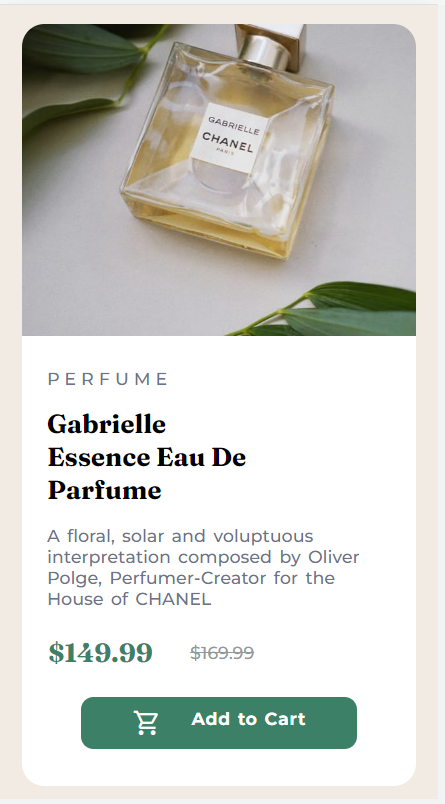 GABRIELLE
CHANEL
PARIS
PERFUME
Gabrielle
Essence Eau De
Parfume
A floral, solar and voluptuous
interpretation composed by Oliver
Polge, Perfumer-Creator for the
House of CHANEL
$149.99 $169.99
Add to Cart